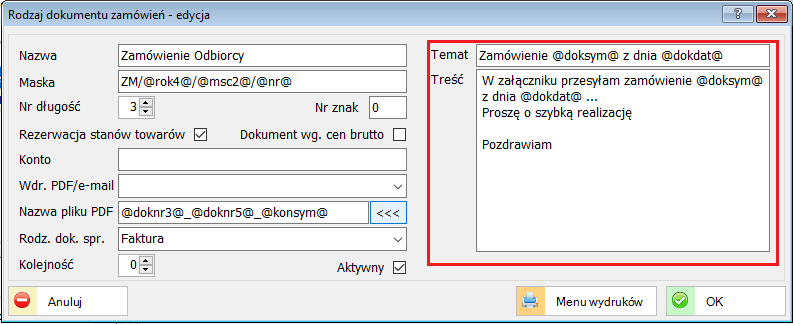 Rodzaj dokumentu zamówień - edycja
Nazwa Zamówienie Odbiorcy
Maska ZM/@rok4@/@msc2@/@nr@
Nr długość 3 Nr znak 0
Rezerwacja stanów towarów Dokument wg. cen brutto
Konto
Wdr. PDF/e-mail
Nazwa pliku PDF @doknr3@_@doknr5@_@konsym@ <<<
Rodz. dok. spr. Faktura
Kolejność 0 Aktywny
Temat Zamówienie @doksym@ z dnia @dokdat@
Treść W załączniku przesyłam zamówienie @doksym@
z dnia @dokdat@ ...
Proszę o szybką realizację
Pozdrawiam
Anuluj Menu wydruków OK